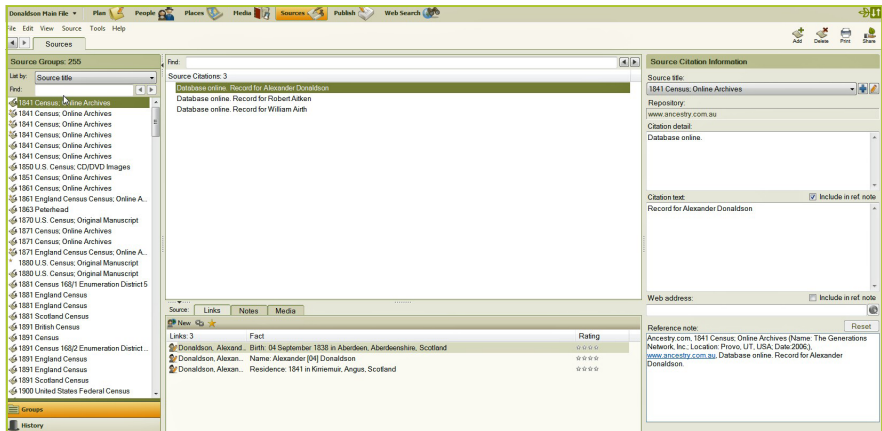 Donaldson Main File
Plan
People
Places
Media
Sources
Publish
Web Search
File Edit View Source Tools Help
Sources
Add
Delete
Print
Share
Source Groups: 255
List by:
Source title
Find:
1841 Census; Online Archives
1841 Census; Online Archives
1841 Census; Online Archives
1841 Census; Online Archives
1841 Census; Online Archives
1841 Census; Online Archives
1850 U.S. Census; CD/DVD Images
1851 Census; Online Archives
1861 Census; Online Archives
1861 England Census Census; Online A...
1863 Peterhead
1870 U.S. Census; Original Manuscript
1871 Census; Online Archives
1871 Census; Online Archives
1871 England Census Census; Online A...
1880 U.S. Census; Original Manuscript
1880 U.S. Census; Original Manuscript
1881 Census 168/1 Enumeration District 5
1881 England Census
1881 England Census
1881 Scotland Census
1891 British Census
1891 Census
1891 Census 168/2 Enumeration District ...
1891 England Census
1891 England Census
1891 Scotland Census
1900 United States Federal Census
Groups
History
Find:
Source Citations: 3
Database online. Record for Alexander Donaldson
Database online. Record for Robert Aitken
Database online. Record for William Airth
Source:
Links
Notes
Media
New
Links: 3
Fact
Rating
Donaldson, Alexand... Birth: 04 September 1838 in Aberdeen, Aberdeenshire, Scotland
Donaldson, Alexan... Name: Alexander [04] Donaldson
Donaldson, Alexan... Residence: 1841 in Kirriemuir, Angus, Scotland
Source Citation Information
Source title:
1841 Census; Online Archives
Repository:
www.ancestry.com.au
Citation detail:
Database online.
Citation text:
Include in ref. note
Record for Alexander Donaldson
Web address:
Include in ref. note
Reference note:
Reset
Ancestry.com, 1841 Census; Online Archives (Name: The Generations
Network, Inc.; Location: Provo, UT, USA; Date:2006;),
www.ancestry.com.au, Database online. Record for Alexander
Donaldson.